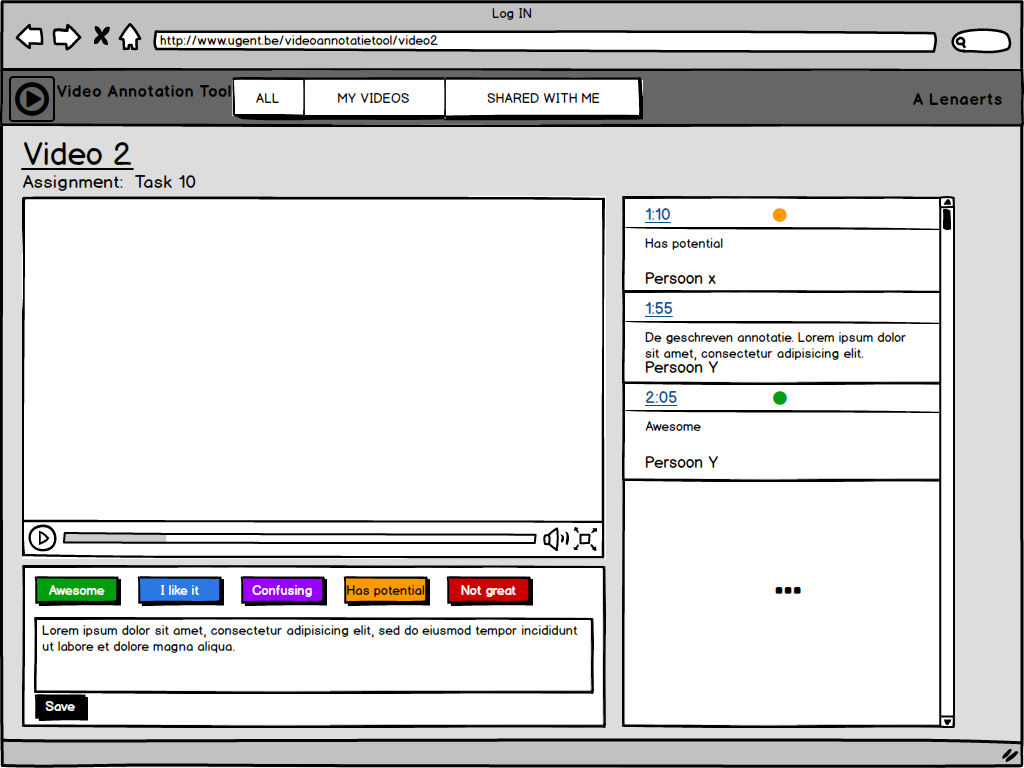 Log IN
http://www.ugent.be/videoannotatietool/video2
Video Annotation Tool
ALL
MY VIDEOS
SHARED WITH ME
A Lenaerts
Video 2
Assignment: Task 10
1:10
Has potential
Persoon x
1:55
De geschreven annotatie. Lorem ipsum dolor
sit amet, consectetur adipisicing elit.
Persoon Y
2:05
Awesome
Persoon Y
...
Awesome
I like it
Confusing
Has potential
Not great
Lorem ipsum dolor sit amet, consectetur adipisicing elit, sed do eiusmod tempor incididunt
ut labore et dolore magna aliqua.
Save